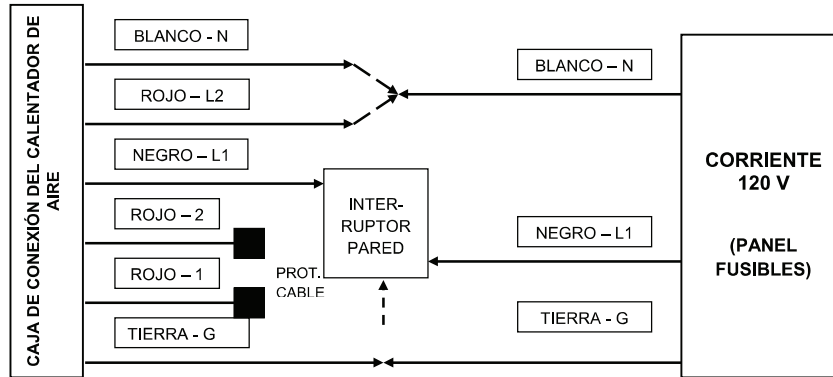 CAJA DE CONEXIÓN DEL CALENTADOR DE
AIRE
BLANCO - N
ROJO – L2
NEGRO – L1
ROJO – 2
ROJO – 1
TIERRA - G
PROT.
CABLE
INTER-
RUPTOR
PARED
BLANCO – N
NEGRO – L1
TIERRA - G
CORRIENTE
120 V
(PANEL
FUSIBLES)